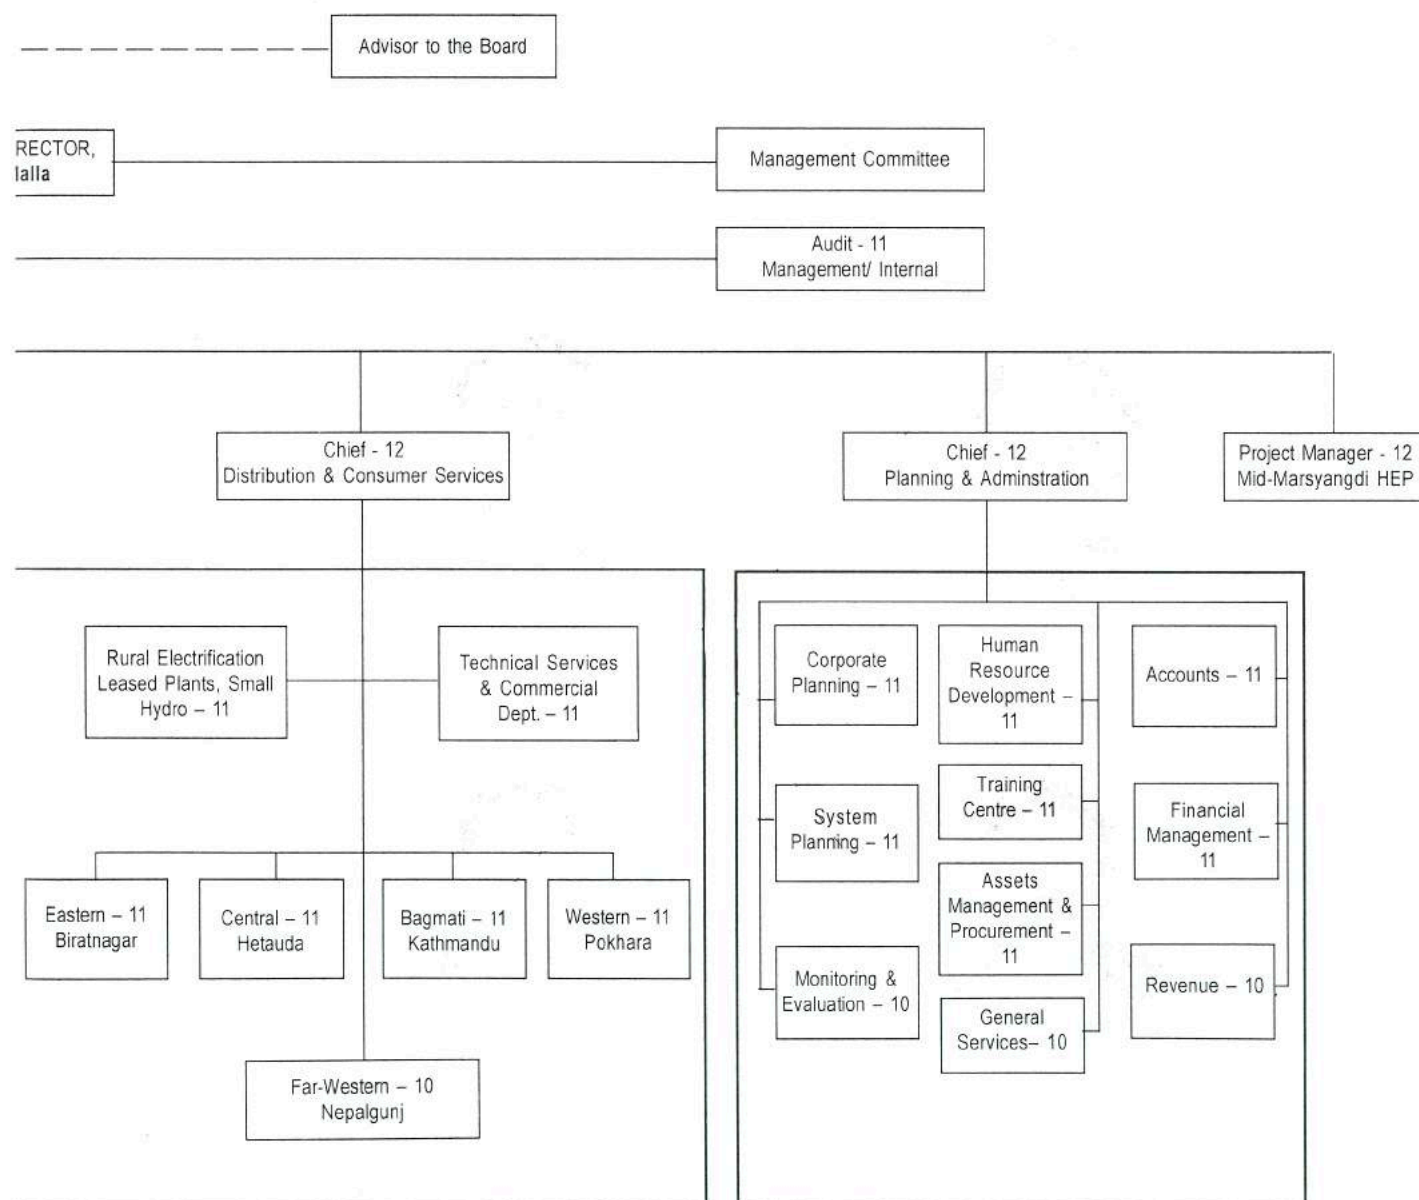 Advisor to the Board
RECTOR,
lalla
Management Committee
Audit - 11
Management/ Internal
Chief - 12
Distribution & Consumer Services
Chief - 12
Planning & Adminstration
Project Manager - 12
Mid-Marsyangdi HEP
Rural Electrification
Leased Plants, Small
Hydro – 11
Technical Services
& Commercial
Dept. – 11
Eastern – 11
Biratnagar
Central – 11
Hetauda
Bagmati – 11
Kathmandu
Western – 11
Pokhara
Far-Western – 10
Nepalgunj
Corporate
Planning – 11
System
Planning – 11
Monitoring &
Evaluation – 10
Human
Resource
Development –
11
Training
Centre – 11
Assets
Management &
Procurement –
11
General
Services– 10
Accounts – 11
Financial
Management –
11
Revenue – 10